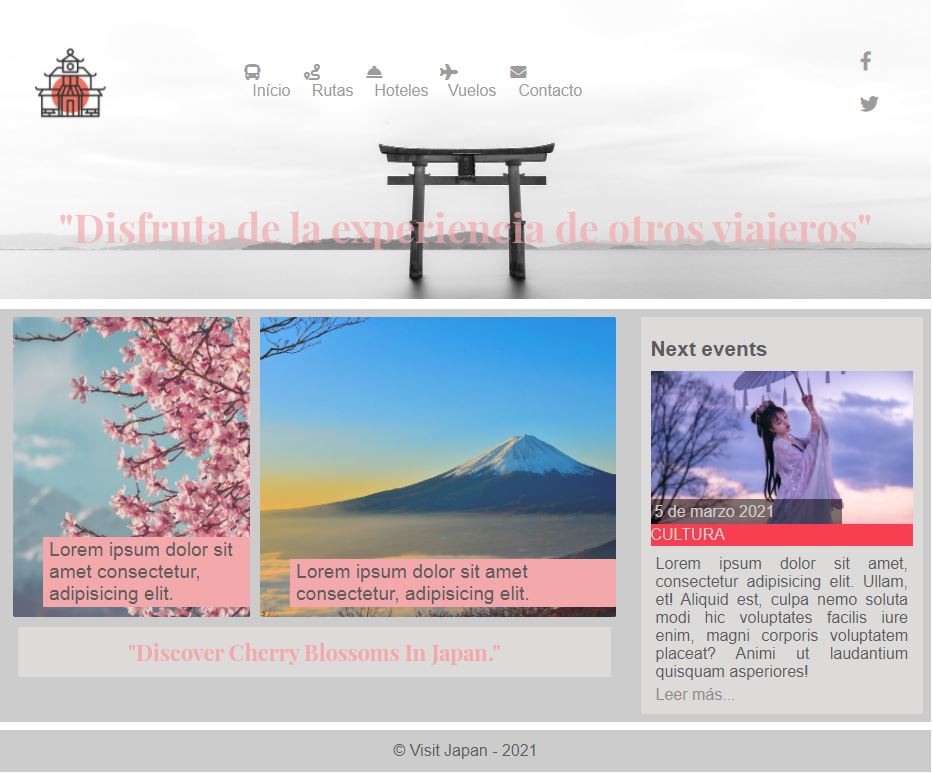 Início
Rutas
Hoteles
Vuelos
Contacto
"Disfruta de la experiencia de otros viajeros"
Lorem ipsum dolor sit
amet consectetur,
adipisicing elit.
Lorem ipsum dolor sit amet
consectetur, adipisicing elit.
"Discover Cherry Blossoms In Japan."
Next events
5 de marzo 2021
CULTURA
Lorem ipsum dolor sit amet,
consectetur adipisicing elit. Ullam,
et! Aliquid est, culpa nemo soluta
modi hic voluptates facilis iure
enim, magni corporis voluptatem
placeat? Animi ut laudantium
quisquam asperiores!
Leer más...
© Visit Japan - 2021